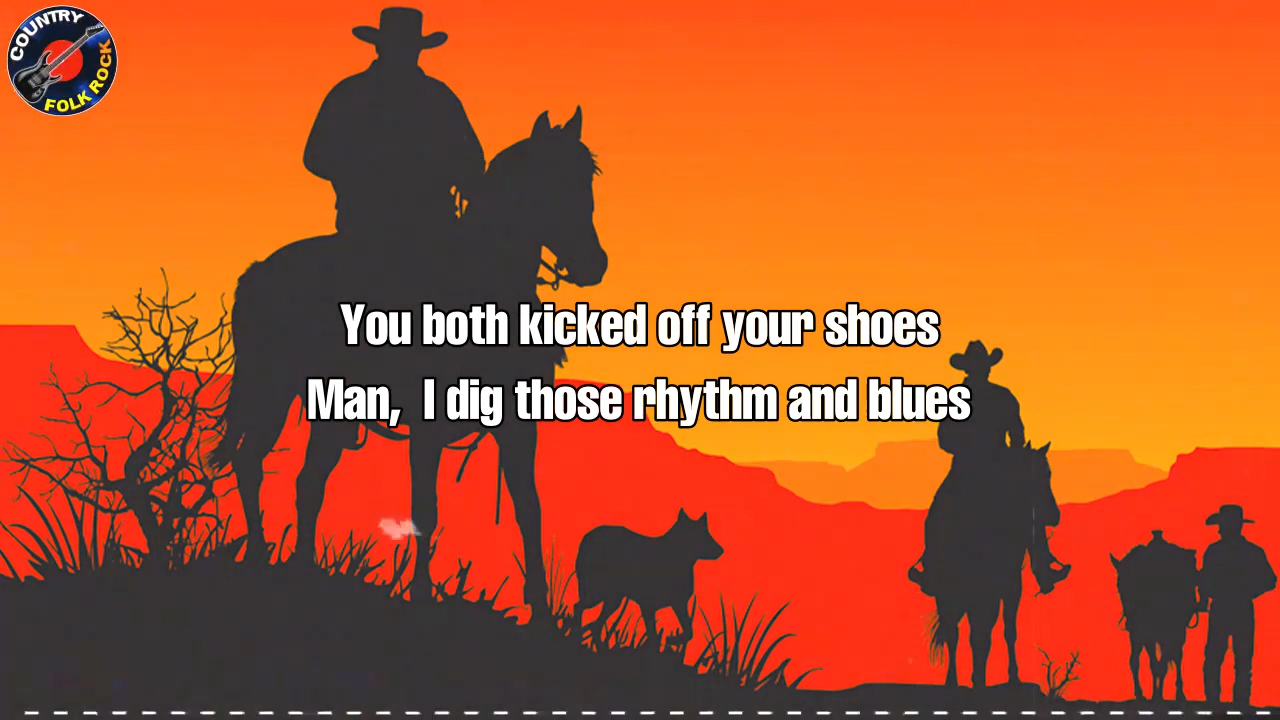 COUNTRY
FOLK ROCK
You both kicked off your shoes
Man,  I dig those rhythm and blues